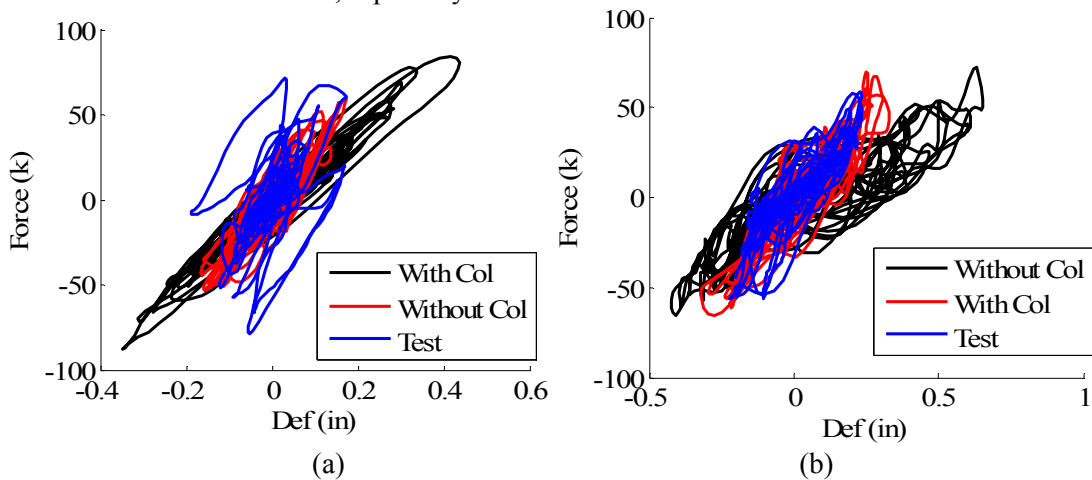 100
50
0
-50
-100
Force (k)
With Col
Without Col
Test
-0.4 -0.2 0 0.2 0.4 0.6
Def (in)
(a)
100
50
0
-50
-100
Force (k)
Without Col
With Col
Test
-0.5 0 0.5 1
Def (in)
(b)